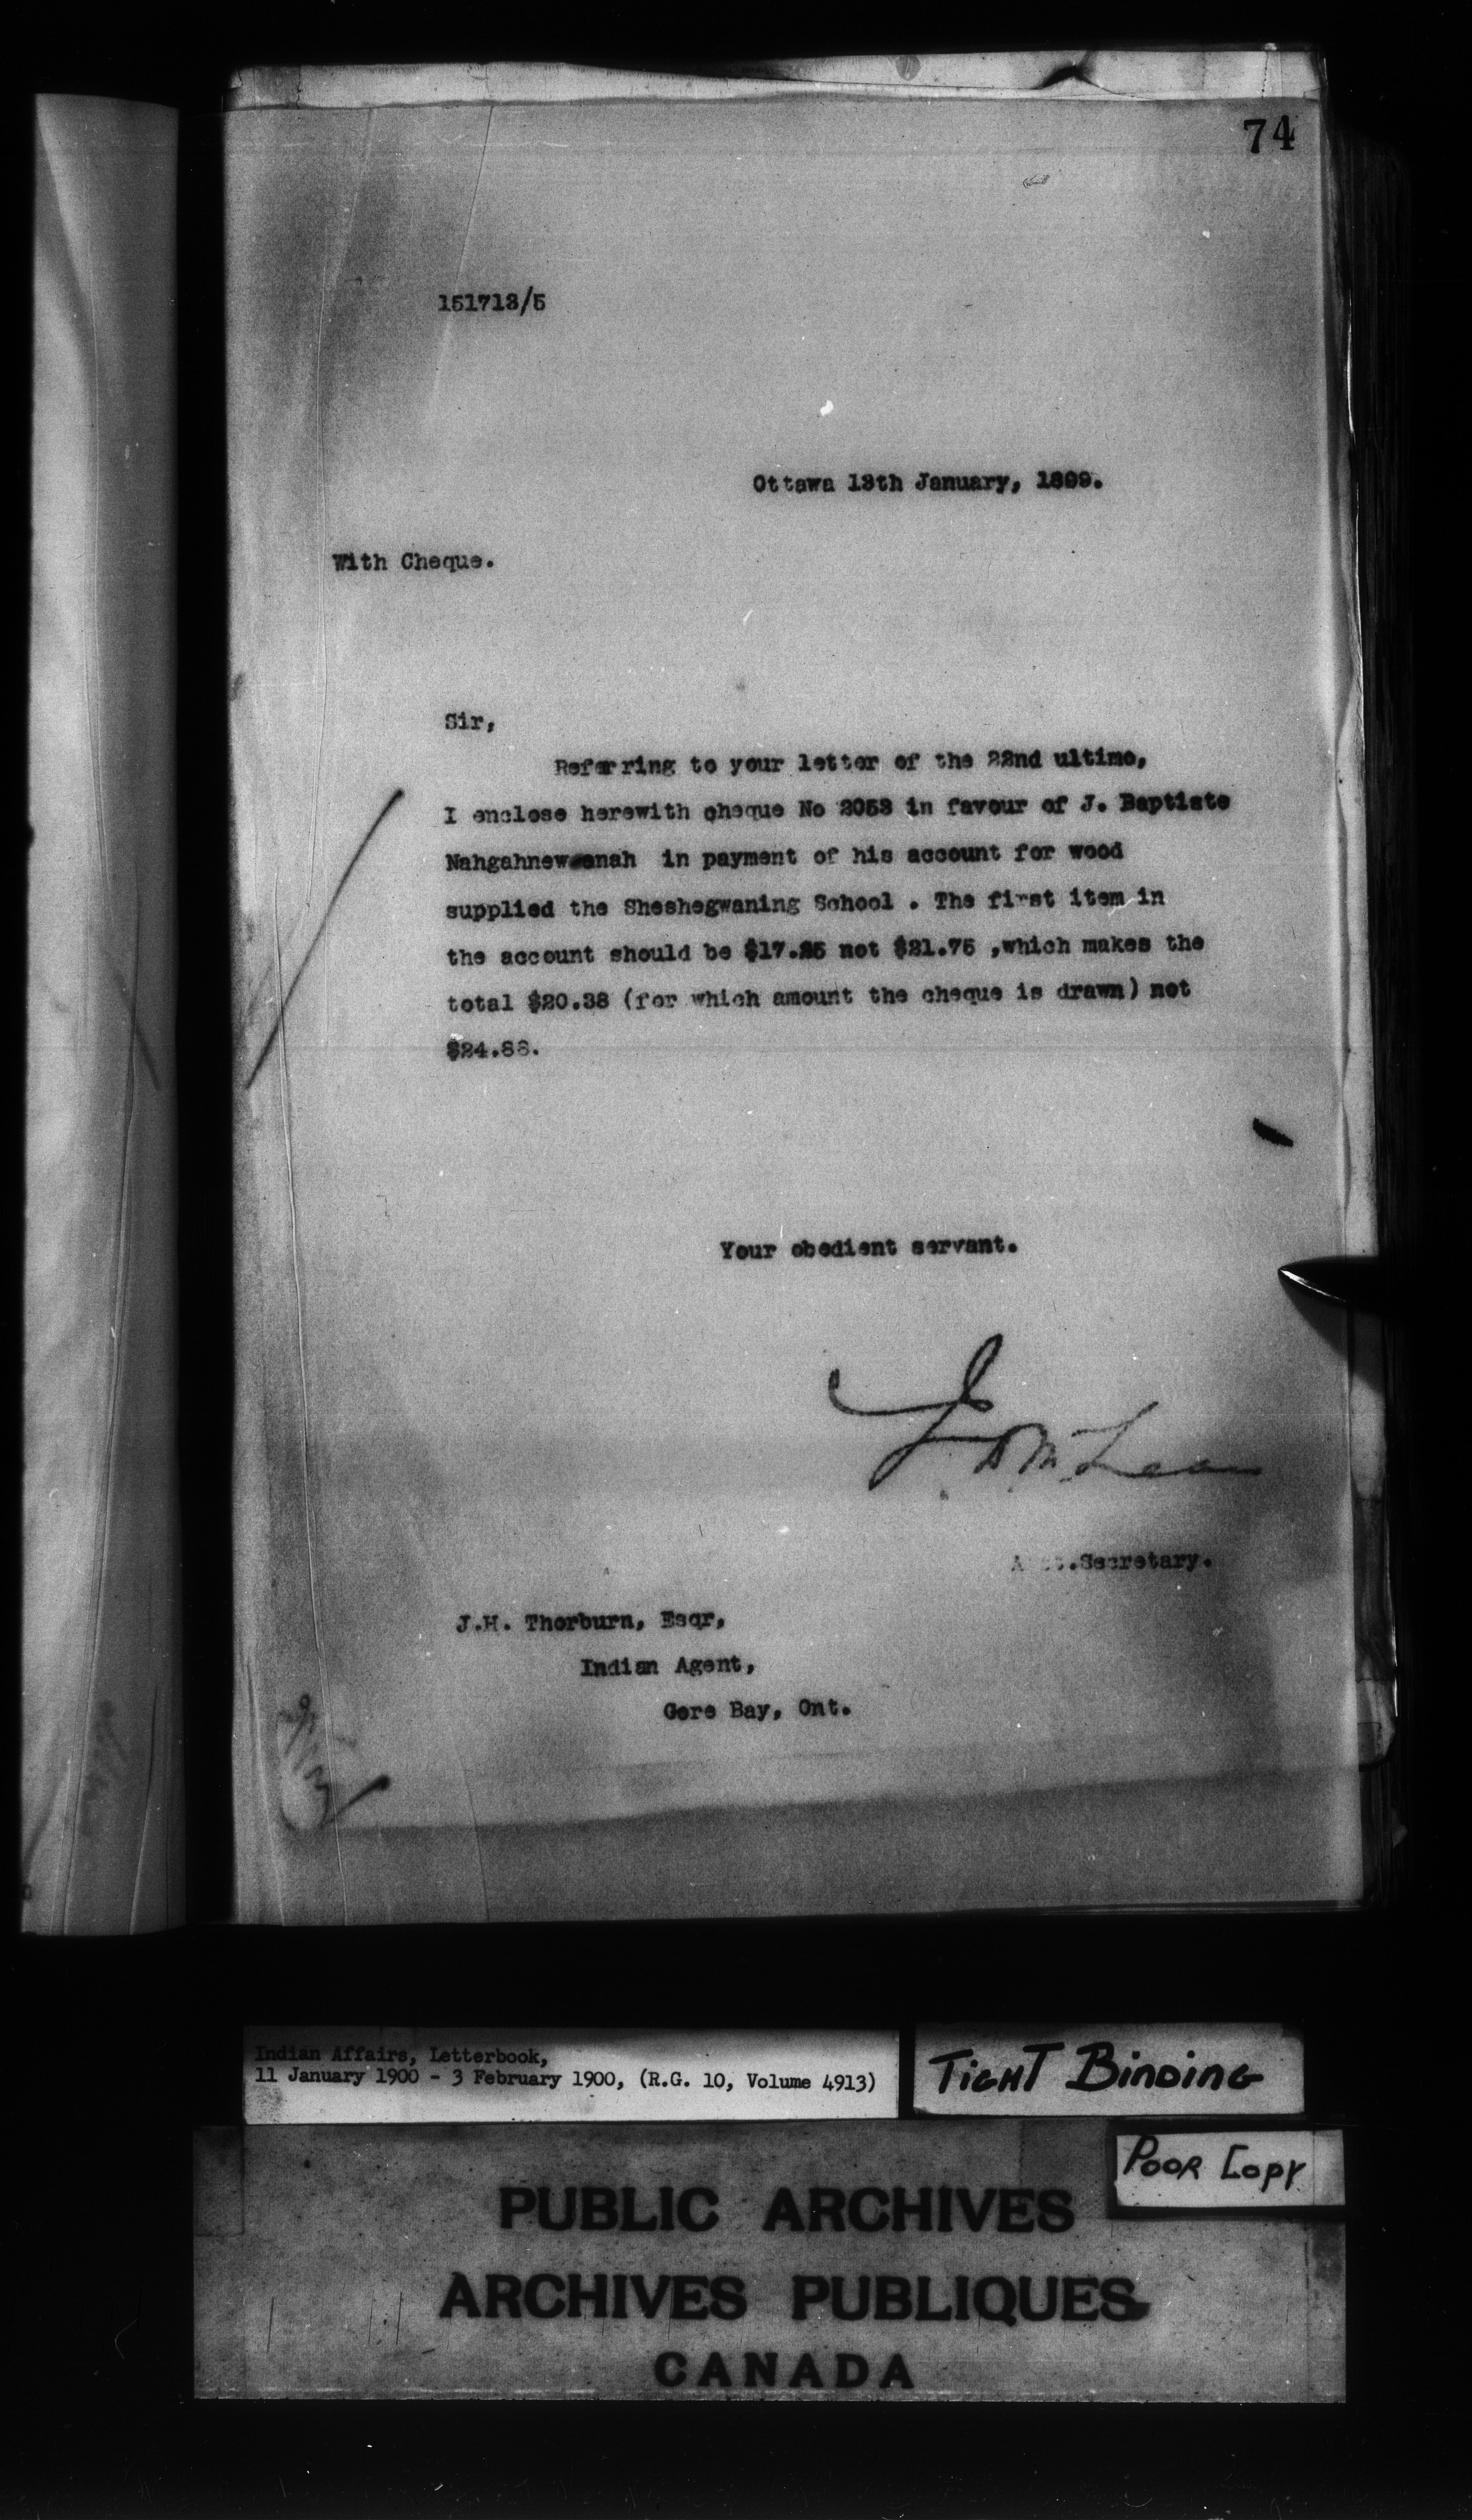 74
151713/5
Ottawa 13th January, 1899.
With Cheque.
Sir,
Referring to your letter of the 22nd ultimo,
I enclose herewith cheque No 2053 in favour of J. Baptiste
Nahgahnewenah in payment of his account for wood
supplied the Sheshegwaning School . The first item in
the account should be $17.25 not $21.75 ,which makes the
total $20.38 (for which amount the cheque is drawn) not
$24.88.
Your obedient servant.
J D McLean
.Secretary.
J.H. Thorburn, Esqr,
Indian Agent,
Gore Bay, Ont.
Indian Affairs, Letterbook,
11 January 1900 - 3 February 1900, (R.G. 10, Volume 4913)
TIGHT BINDING
POOR COPY
PUBLIC ARCHIVES
ARCHIVES PUBLIQUES
CANADA